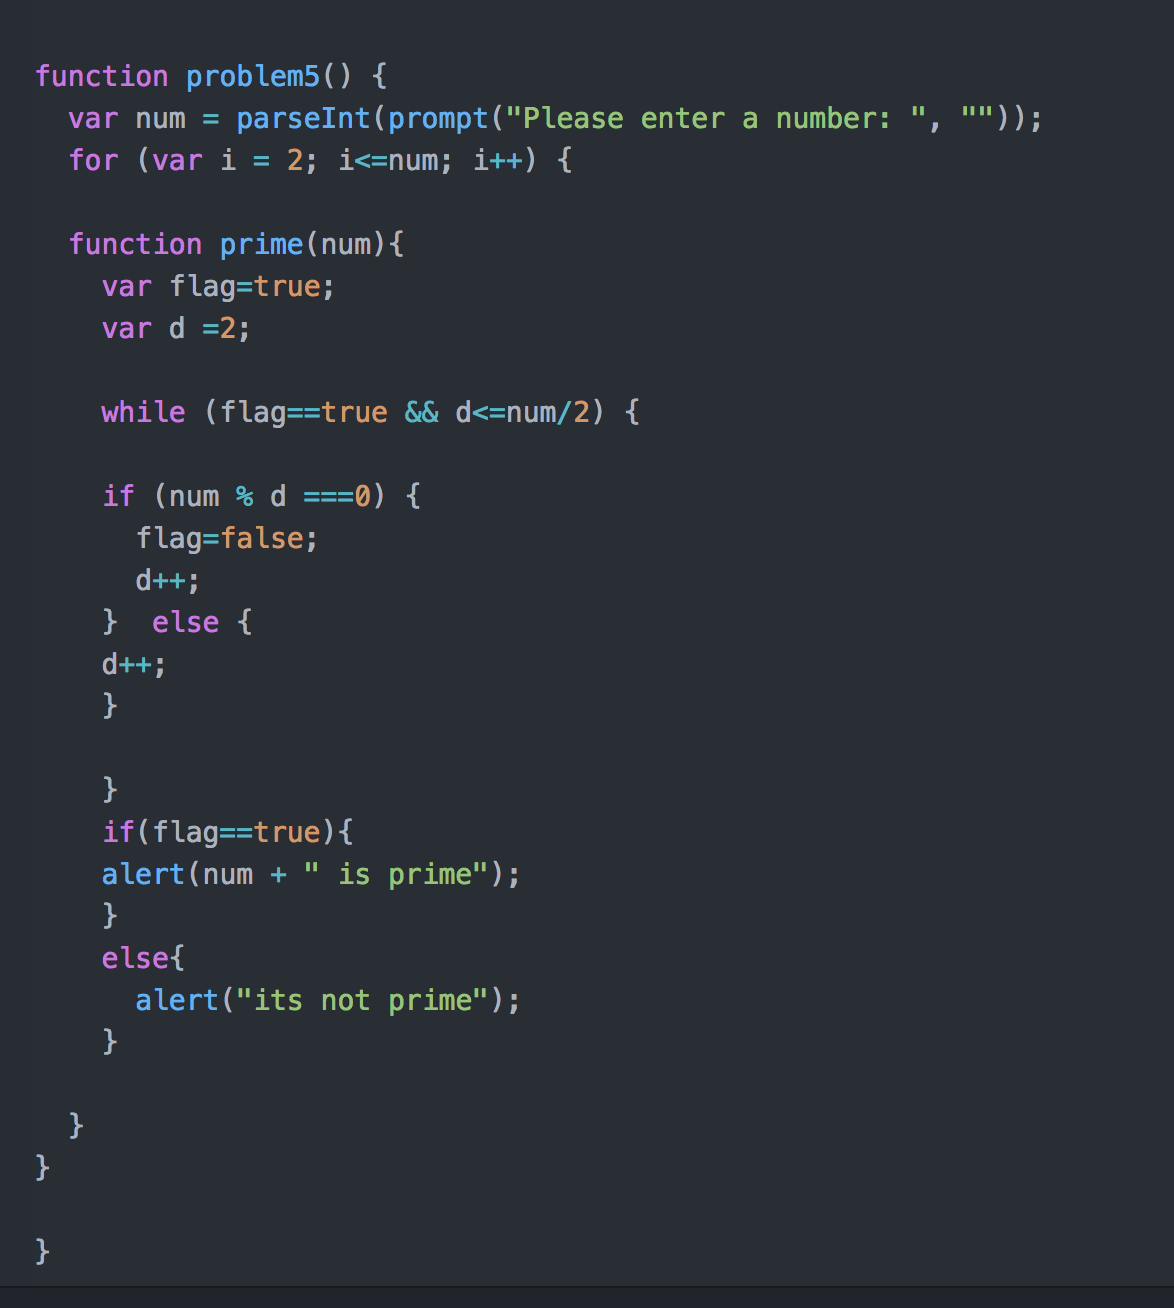 function problem5() {
  var num = parseInt(prompt("Please enter a number: ", ""));
  for (var i = 2; i<=num; i++) {
  function prime(num){
    var flag=true;
    var d =2;
    while (flag==true && d<=num/2) {
    if (num % d ===0) {
      flag=false;
      d++;
    }  else {
    d++;
    }
    }
    if(flag==true){
    alert(num + " is prime");
    }
    else{
      alert("its not prime");
    }
  }
}
}